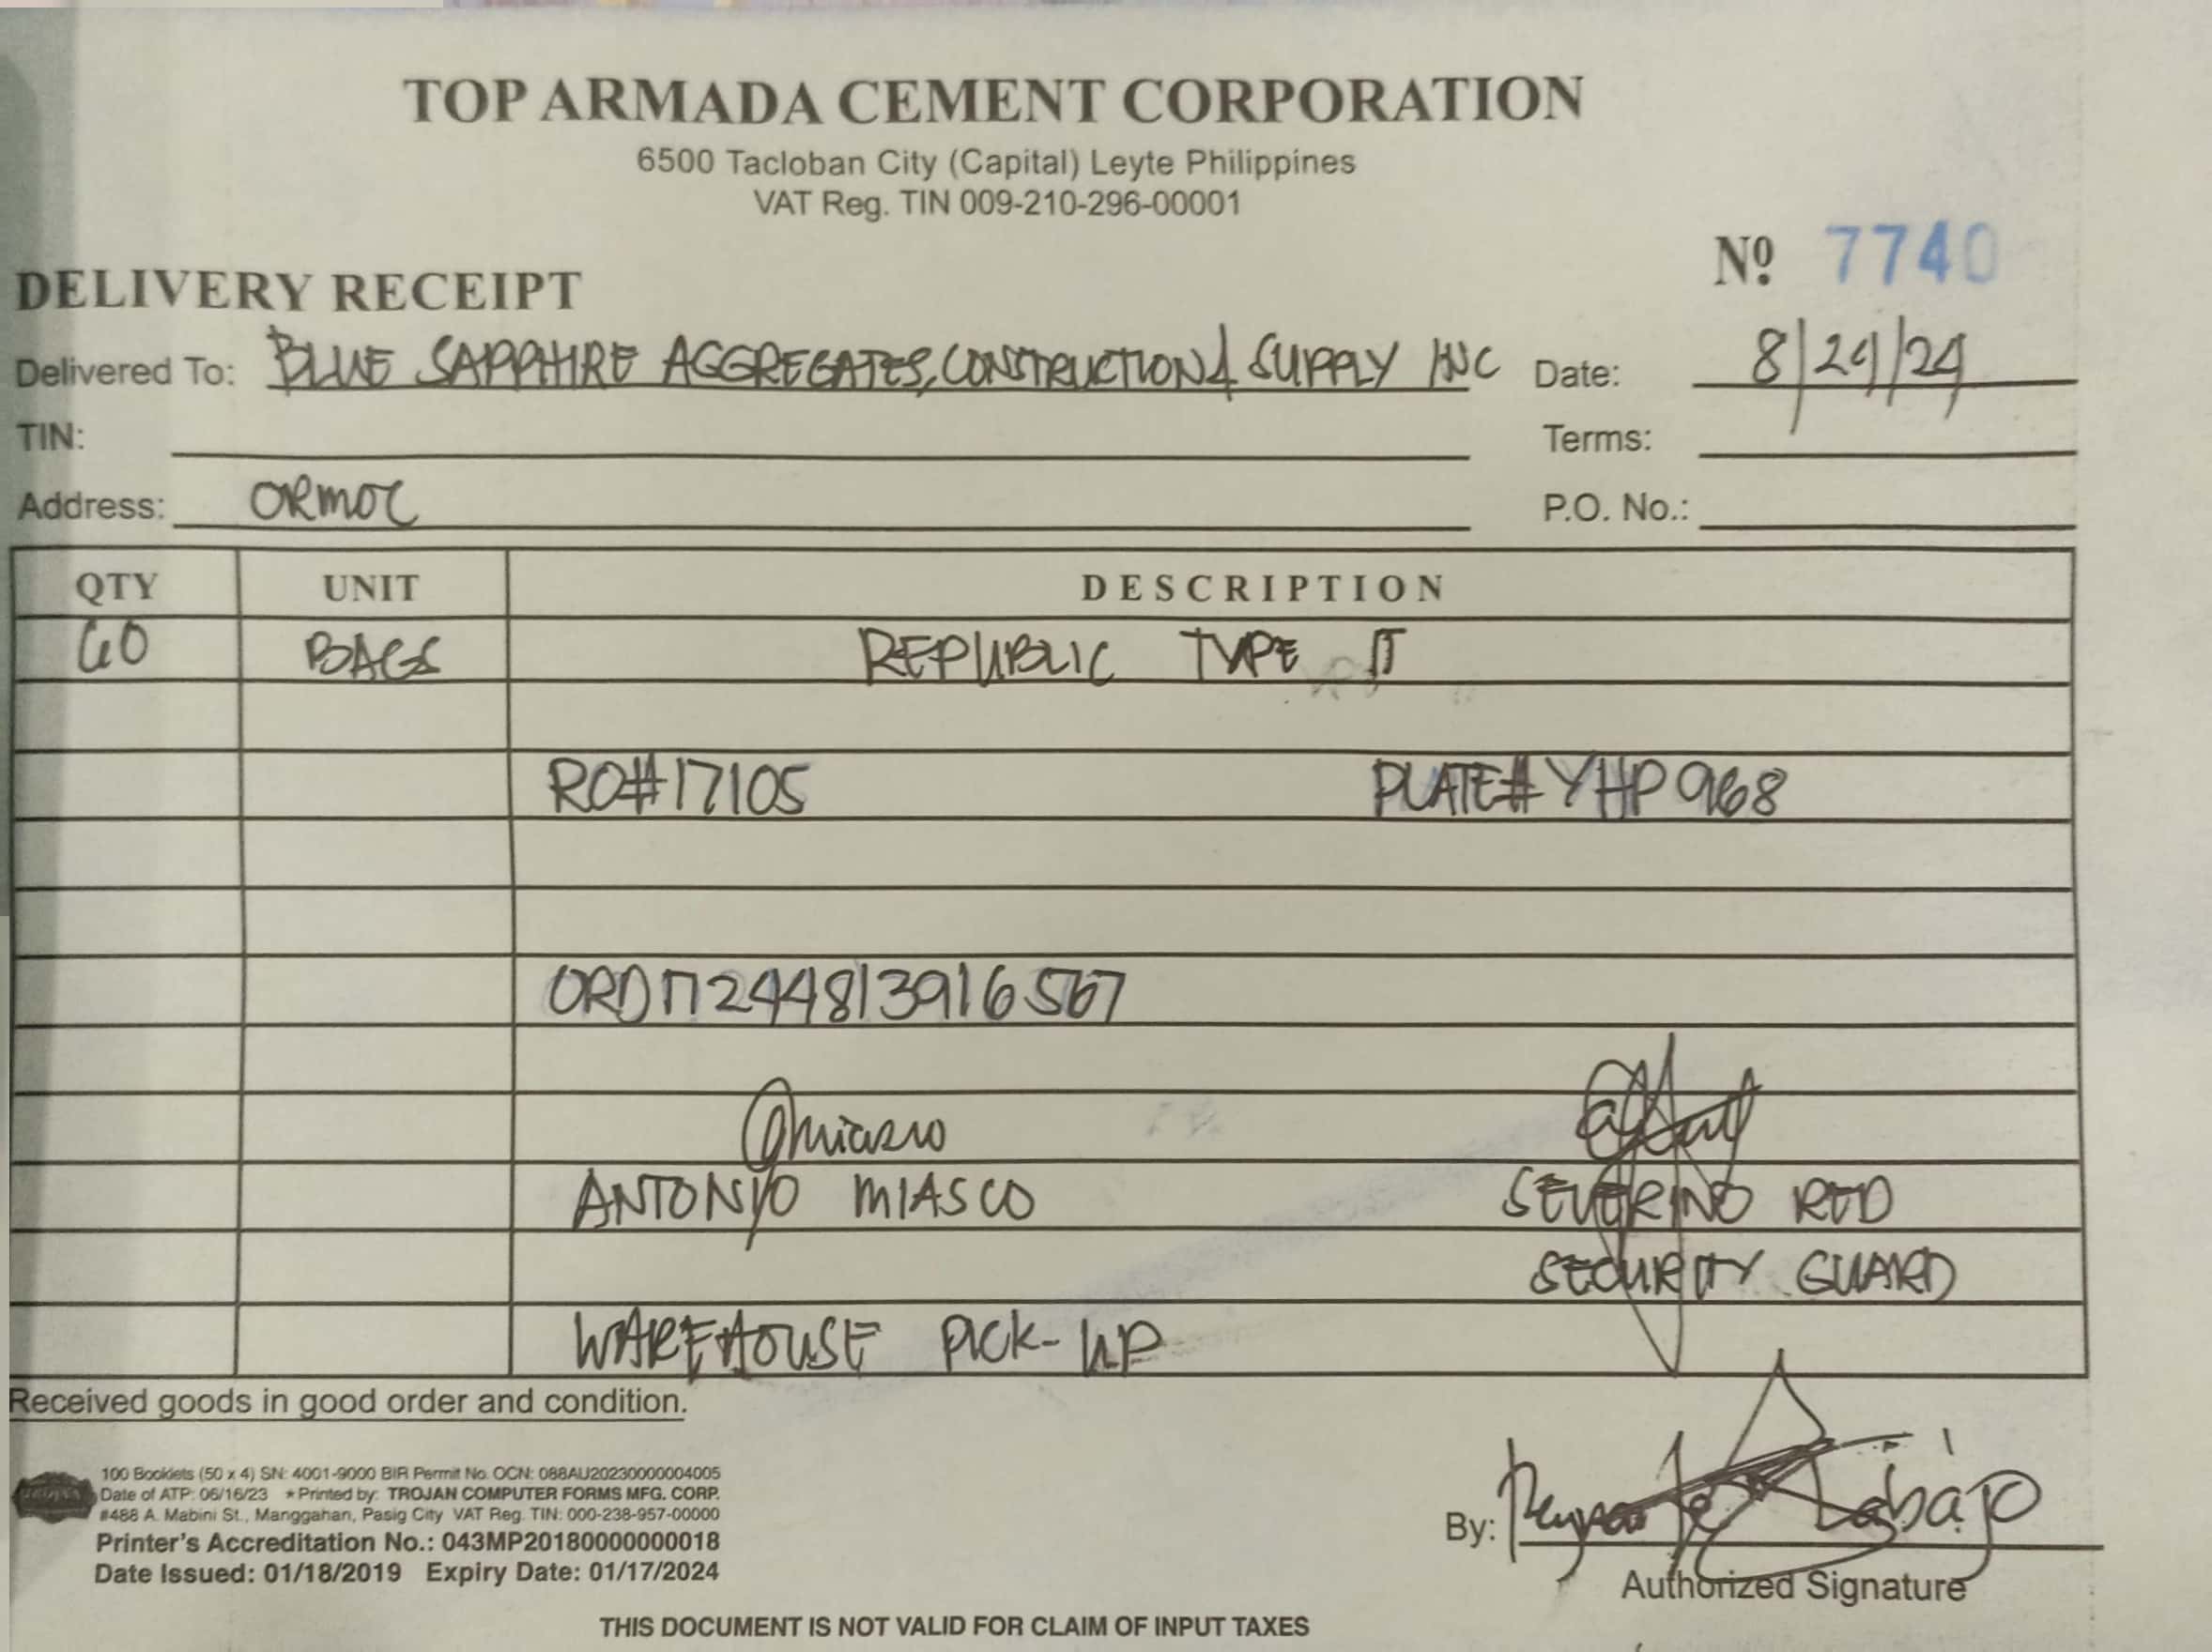 TOP ARMADA CEMENT CORPORATION
6500 Tacloban City (Capital) Leyte Philippines
VAT Reg. TIN 009-210-296-00001
Nº 7740
DELIVERY RECEIPT
Delivered To: BLUE SAPPHIRE AGGREGATES, CONSTRUCTION & SUPPLY INC Date: 8/24/24
TIN: Terms:
Address: ORMOC P.O. No.:
QTY UNIT DESCRIPTION
60 BAGS REPUBLIC TYPE II
RO#17105 PLATE# YHP 968
ORD17244813916567
Amiasco
ANTONIO MIASCO SEVERINO RED
SECURITY GUARD
WAREHOUSE PICK-UP
Received goods in good order and condition.
100 Booklets (50 x 4) SN: 4001-9000 BIR Permit No. OCN: 088AU20230000004005
Date of ATP: 06/16/23 * Printed by: TROJAN COMPUTER FORMS MFG. CORP.
#488 A. Mabini St., Manggahan, Pasig City VAT Reg. TIN: 000-238-957-00000
Printer's Accreditation No.: 043MP20180000000018
Date Issued: 01/18/2019 Expiry Date: 01/17/2024
By: Labajo
Authorized Signature
THIS DOCUMENT IS NOT VALID FOR CLAIM OF INPUT TAXES